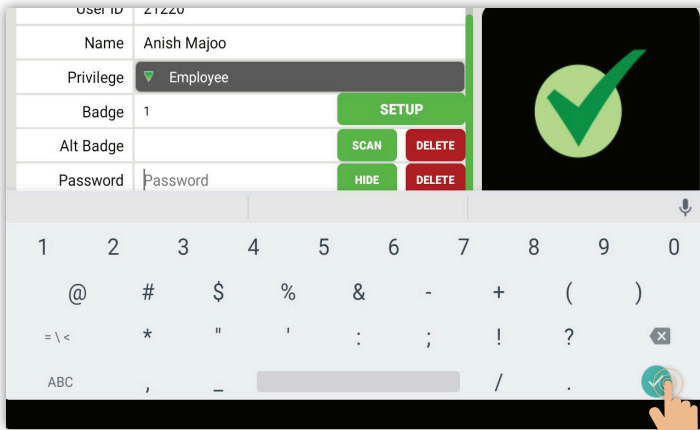 User ID 21220
Name Anish Majoo
Privilege Employee
Badge 1 SETUP
Alt Badge SCAN DELETE
Password Password HIDE DELETE
1 2 3 4 5 6 7 8 9 0
@ # $ % & - + ( )
= \ < * " ' : ; ! ?
ABC , _ / .